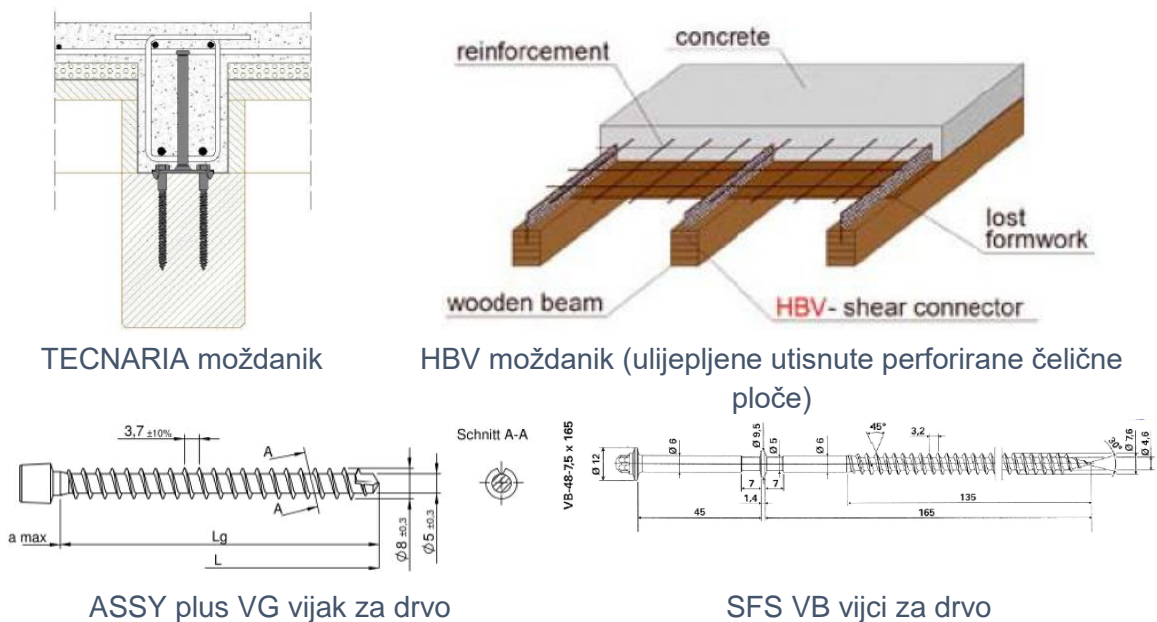 reinforcement
concrete
lost
formwork
wooden beam
HBV- shear connector
TECNARIA moždanik
HBV moždanik (ulijepljene utisnute perforirane čelične
ploče)
3,7 ±10%
A
A
Schnitt A-A
a max
Lg
L
Ø8 ±0,3
Ø5 ±0,3
VB-48-7,5 x 165
Ø 12
Ø 6
Ø 9,5
Ø 5
Ø 6
45°
3,2
30°
Ø 7,6
Ø 4,6
7
7
1,4
135
45
165
ASSY plus VG vijak za drvo
SFS VB vijci za drvo